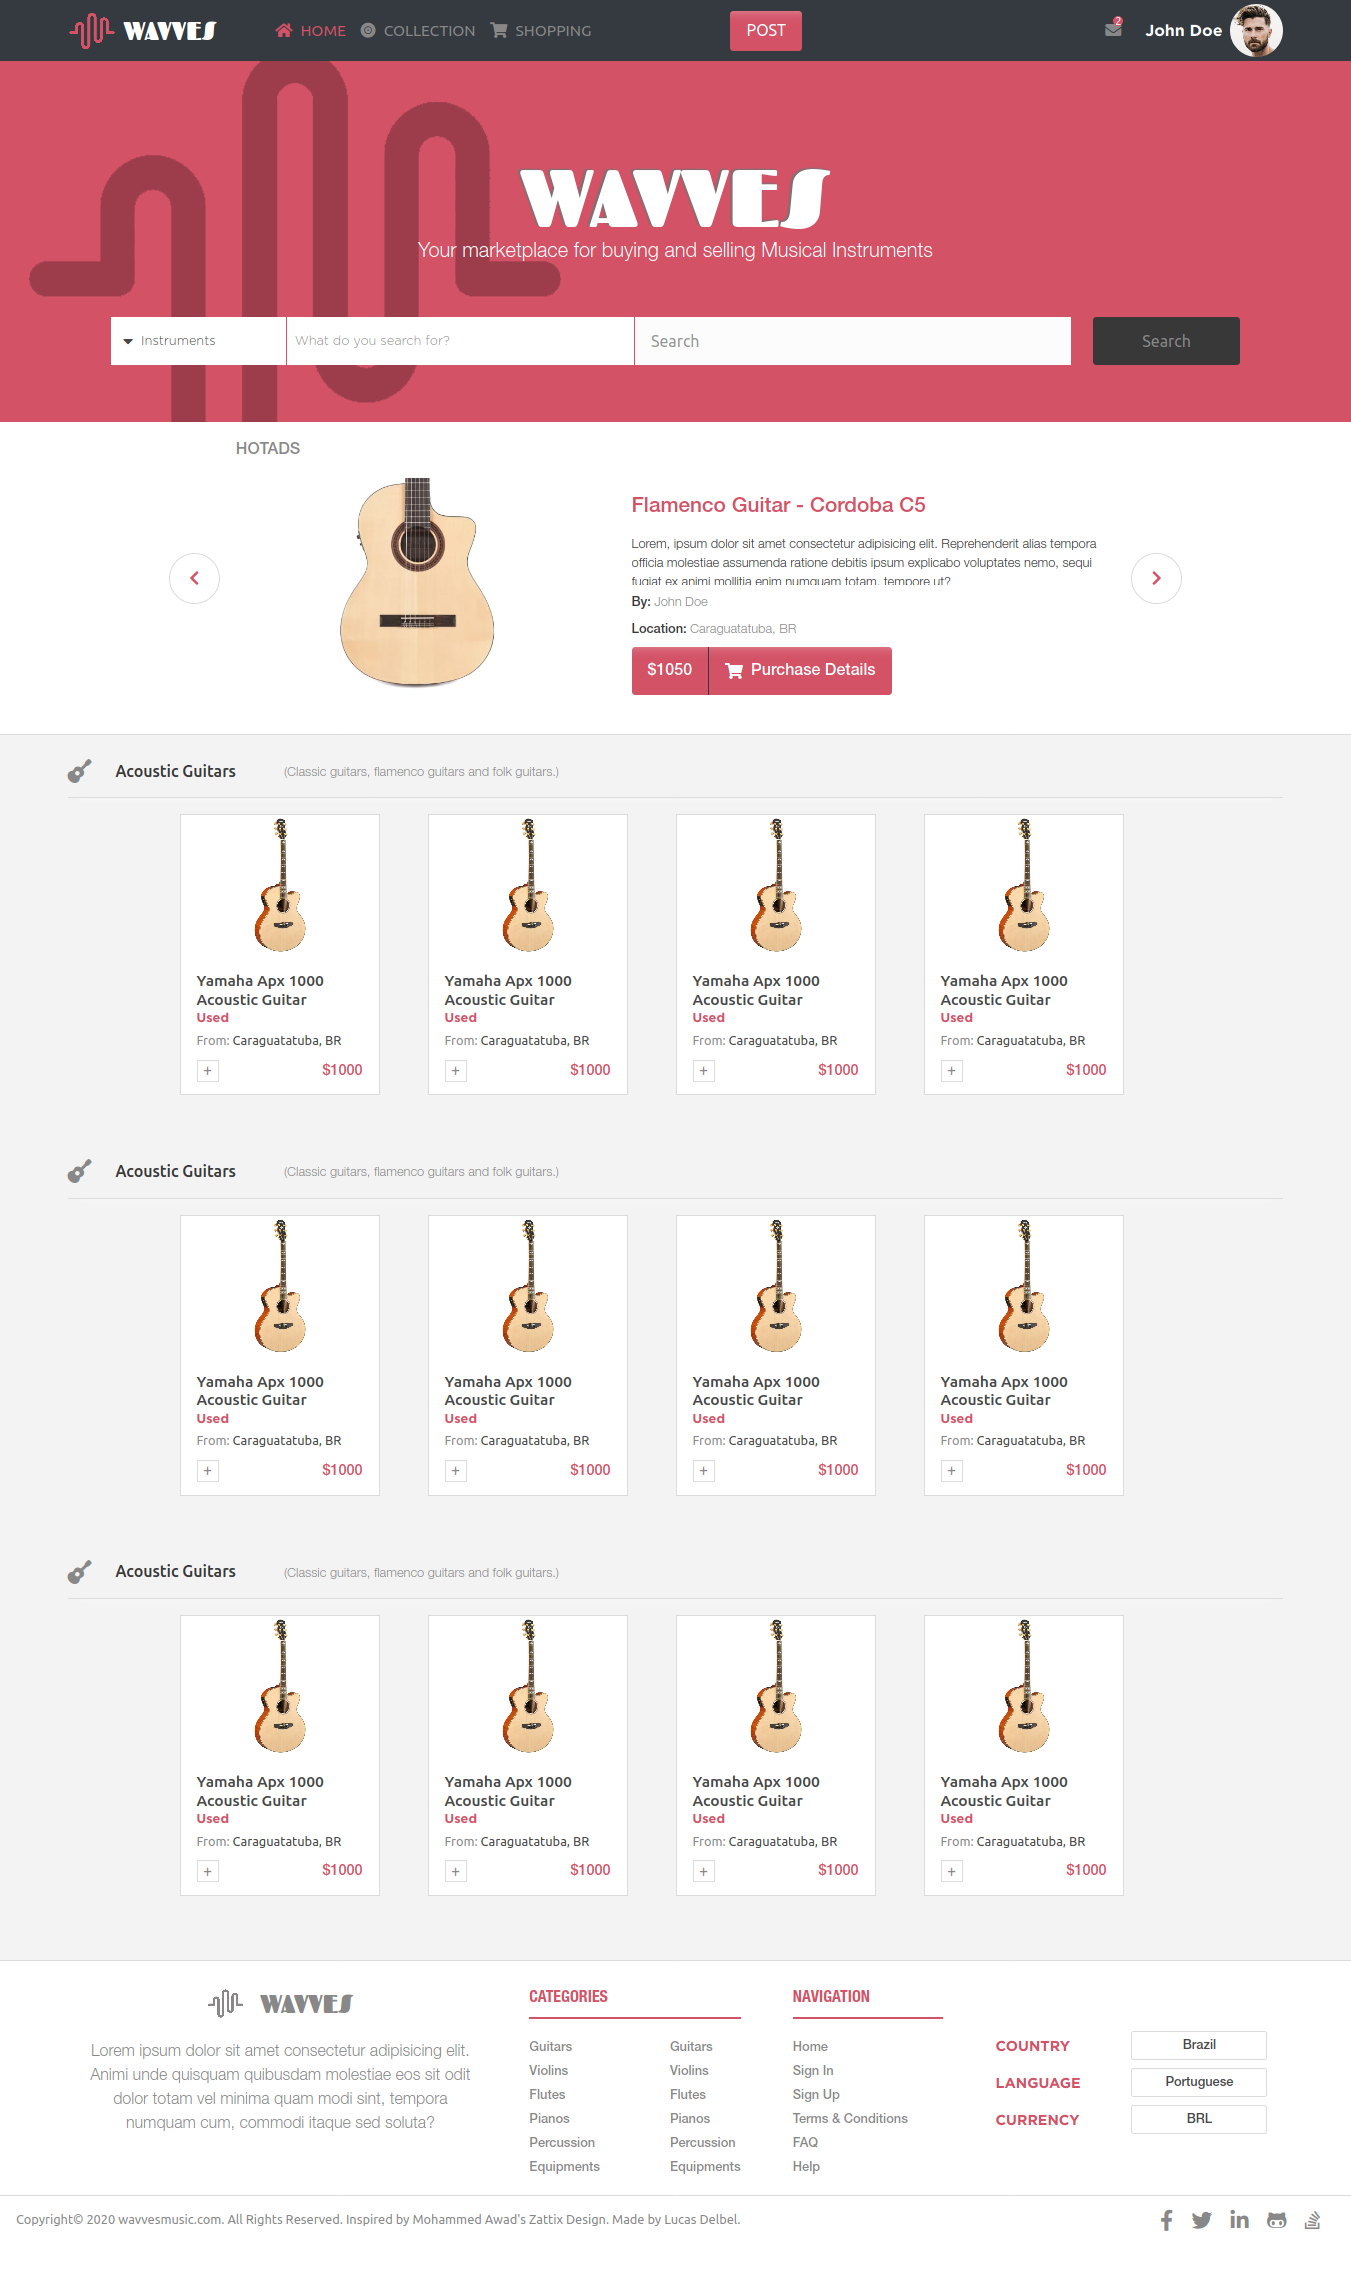 WAVVES
HOME COLLECTION SHOPPING
POST
2
John Doe
WAVVES
Your marketplace for buying and selling Musical Instruments
Instruments
What do you search for?
Search
Search
HOTADS
Flamenco Guitar - Cordoba C5
Lorem, ipsum dolor sit amet consectetur adipisicing elit. Reprehenderit alias tempora
officia molestiae assumenda ratione debitis ipsum explicabo voluptates nemo, sequi
fugiat ex animi mollitia enim numquam totam, tempore ut?
By: John Doe
Location: Caraguatatuba, BR
$1050 Purchase Details
Acoustic Guitars (Classic guitars, flamenco guitars and folk guitars.)
Yamaha Apx 1000
Acoustic Guitar
Used
From: Caraguatatuba, BR
+ $1000
Yamaha Apx 1000
Acoustic Guitar
Used
From: Caraguatatuba, BR
+ $1000
Yamaha Apx 1000
Acoustic Guitar
Used
From: Caraguatatuba, BR
+ $1000
Yamaha Apx 1000
Acoustic Guitar
Used
From: Caraguatatuba, BR
+ $1000
Acoustic Guitars (Classic guitars, flamenco guitars and folk guitars.)
Yamaha Apx 1000
Acoustic Guitar
Used
From: Caraguatatuba, BR
+ $1000
Yamaha Apx 1000
Acoustic Guitar
Used
From: Caraguatatuba, BR
+ $1000
Yamaha Apx 1000
Acoustic Guitar
Used
From: Caraguatatuba, BR
+ $1000
Yamaha Apx 1000
Acoustic Guitar
Used
From: Caraguatatuba, BR
+ $1000
Acoustic Guitars (Classic guitars, flamenco guitars and folk guitars.)
Yamaha Apx 1000
Acoustic Guitar
Used
From: Caraguatatuba, BR
+ $1000
Yamaha Apx 1000
Acoustic Guitar
Used
From: Caraguatatuba, BR
+ $1000
Yamaha Apx 1000
Acoustic Guitar
Used
From: Caraguatatuba, BR
+ $1000
Yamaha Apx 1000
Acoustic Guitar
Used
From: Caraguatatuba, BR
+ $1000
WAVVES
Lorem ipsum dolor sit amet consectetur adipisicing elit.
Animi unde quisquam quibusdam molestiae eos sit odit
dolor totam vel minima quam modi sint, tempora
numquam cum, commodi itaque sed soluta?
CATEGORIES
Guitars
Violins
Flutes
Pianos
Percussion
Equipments
Guitars
Violins
Flutes
Pianos
Percussion
Equipments
NAVIGATION
Home
Sign In
Sign Up
Terms & Conditions
FAQ
Help
COUNTRY Brazil
LANGUAGE Portuguese
CURRENCY BRL
Copyright© 2020 wavvesmusic.com. All Rights Reserved. Inspired by Mohammed Awad's Zattix Design. Made by Lucas Delbel.